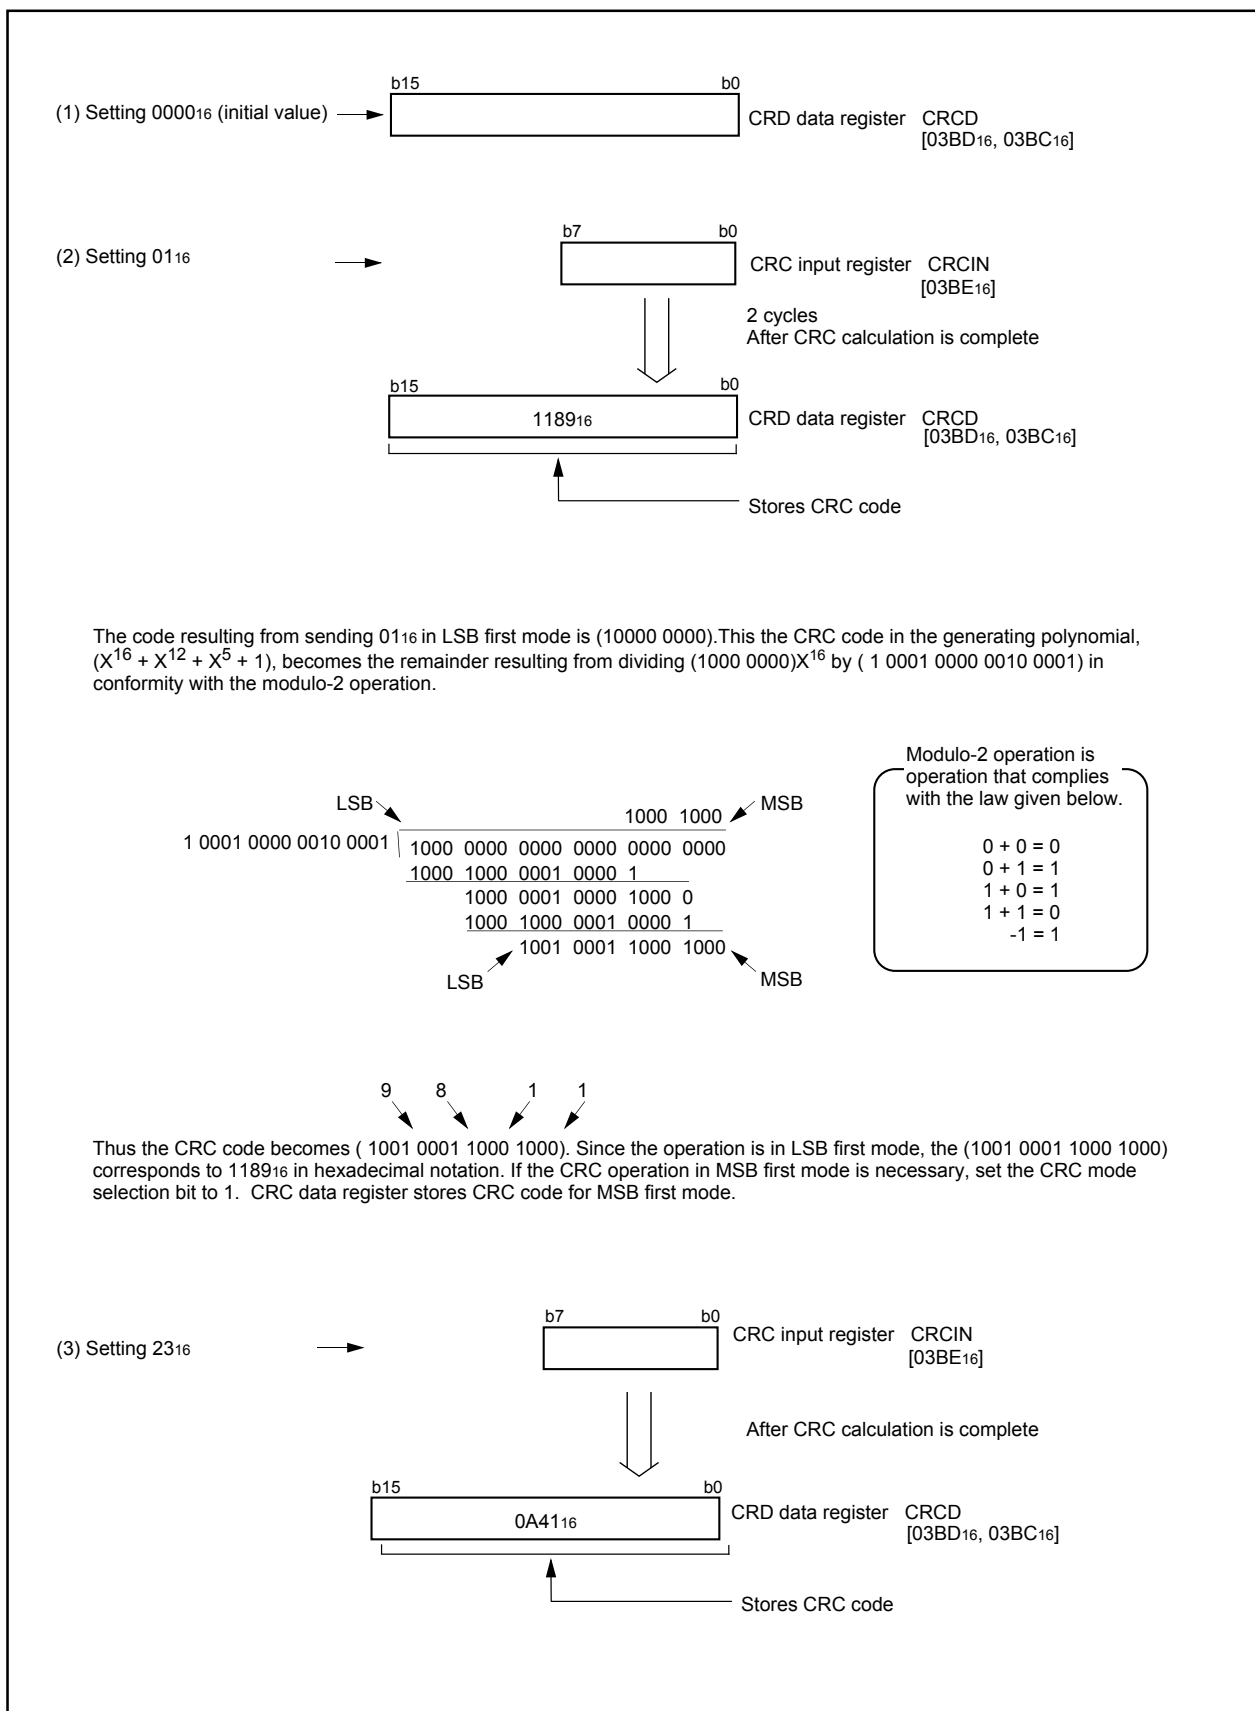 b15 b0
(1) Setting 000016 (initial value) CRD data register CRCD
[03BD16, 03BC16]
b7 b0
(2) Setting 0116
CRC input register CRCIN
[03BE16]
2 cycles
After CRC calculation is complete
b15 b0
118916 CRD data register CRCD
[03BD16, 03BC16]
Stores CRC code
The code resulting from sending 0116 in LSB first mode is (10000 0000).This the CRC code in the generating polynomial,
(X16 + X12 + X5 + 1), becomes the remainder resulting from dividing (1000 0000)X16 by ( 1 0001 0000 0010 0001) in
conformity with the modulo-2 operation.
Modulo-2 operation is
operation that complies
with the law given below.
0 + 0 = 0
0 + 1 = 1
1 + 0 = 1
1 + 1 = 0
-1 = 1
LSB MSB
1000 1000
1 0001 0000 0010 0001 1000 0000 0000 0000 0000 0000
1000 1000 0001 0000 1
1000 0001 0000 1000 0
1000 1000 0001 0000 1
1001 0001 1000 1000
LSB MSB
9 8 1 1
Thus the CRC code becomes ( 1001 0001 1000 1000). Since the operation is in LSB first mode, the (1001 0001 1000 1000)
corresponds to 118916 in hexadecimal notation. If the CRC operation in MSB first mode is necessary, set the CRC mode
selection bit to 1. CRC data register stores CRC code for MSB first mode.
b7 b0
(3) Setting 2316
CRC input register CRCIN
[03BE16]
After CRC calculation is complete
b15 b0
0A4116 CRD data register CRCD
[03BD16, 03BC16]
Stores CRC code